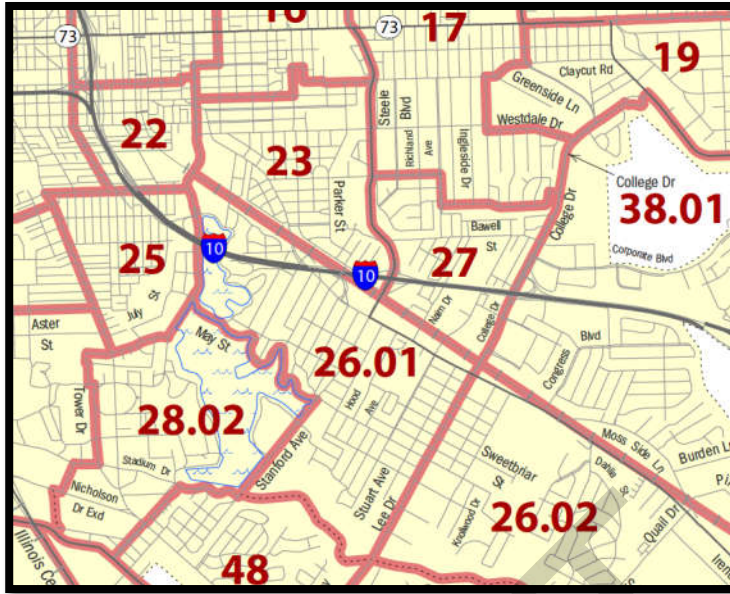 16
73
73
17
19
Claycut Rd
Greenside Ln
Westdale Dr
Steele
Blvd
Richland
Ave
Ingleside Dr
22
23
Parker St
College Dr
38.01
College Dr
Bawell
St
Corporate Blvd
25
10
10
27
July St
Nairn Dr
College Dr
Aster
St
May St
26.01
Congress
Blvd
Tower Dr
28.02
Hood
Ave
Stanford Ave
Moss Side Ln
Burden
Stadium Dr
Sweetbriar
St
Dahlia St
Nicholson
Dr Exd
Stuart Ave
Lee Dr
Knollwood Dr
26.02
Quail Dr
Illinois
48